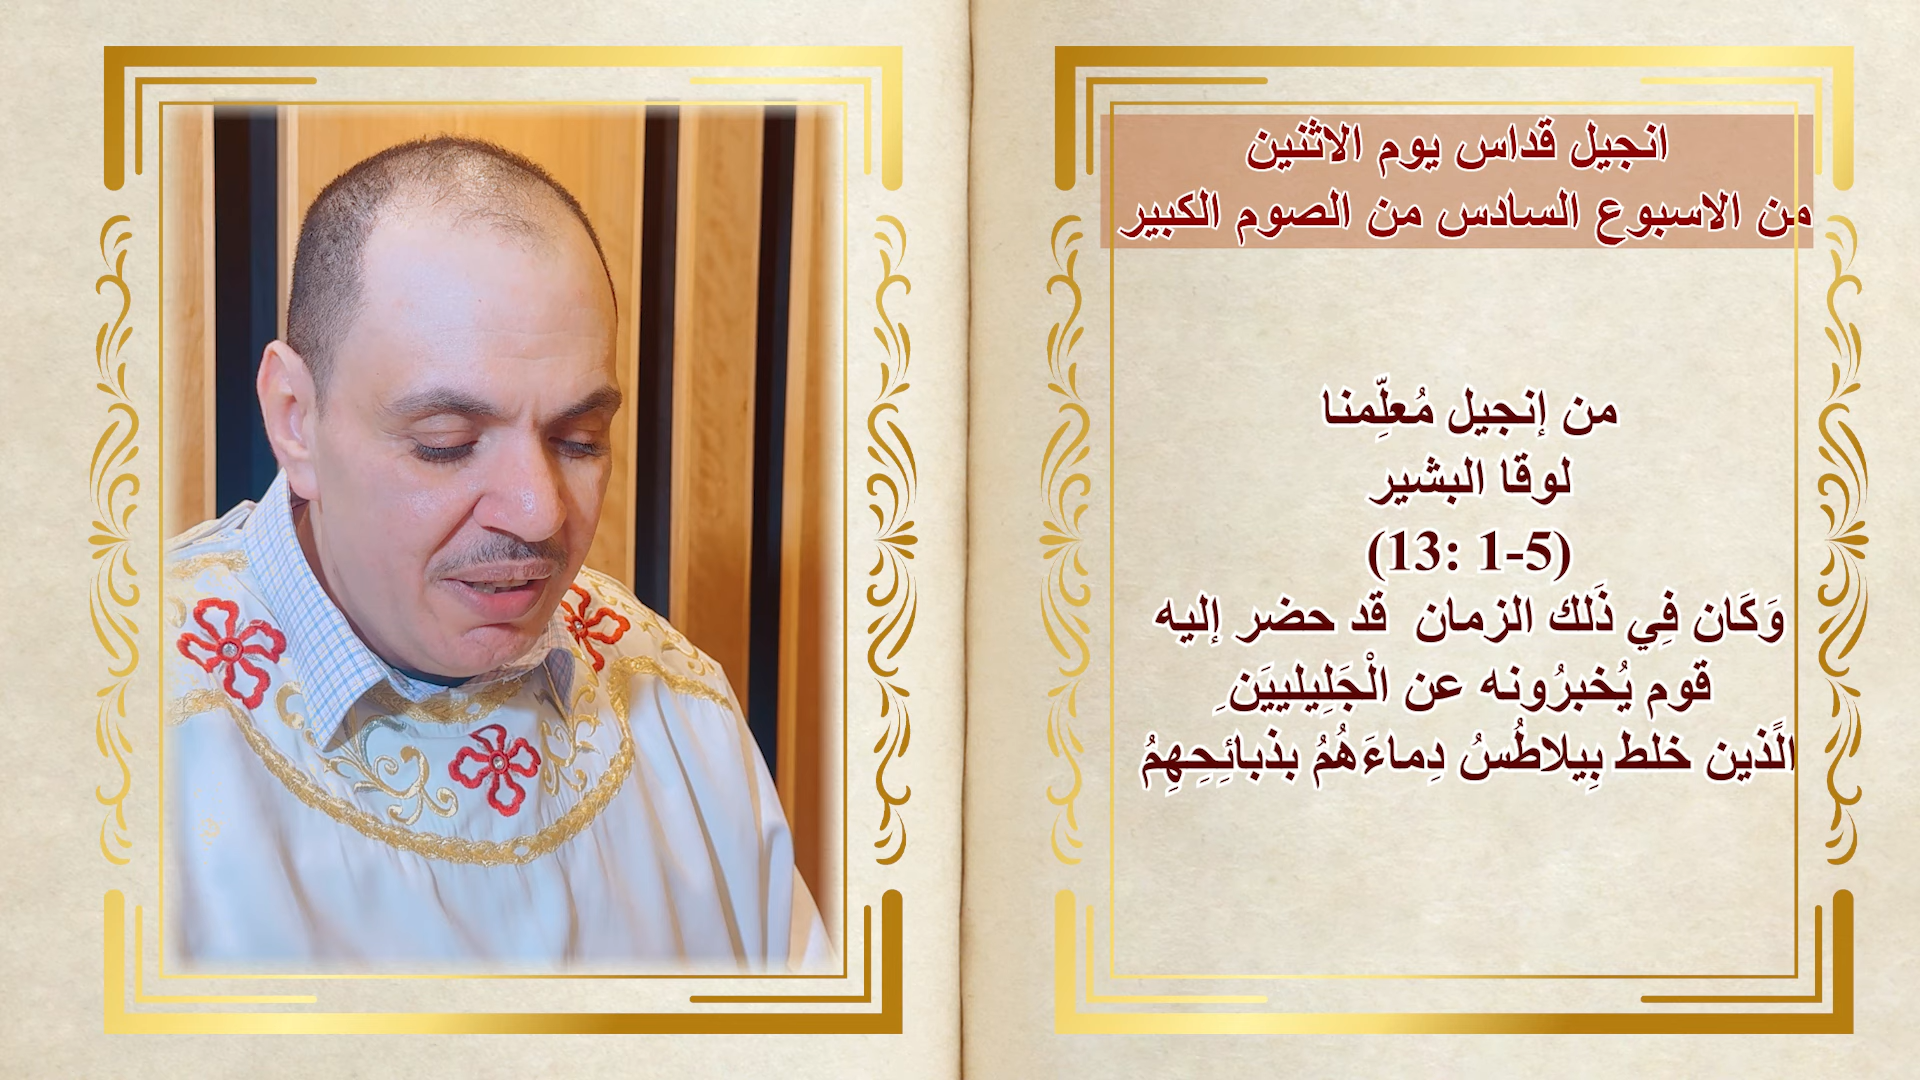 انجيل قداس يوم الاثنين
من الاسبوع السادس من الصوم الكبير
من إنجيل مُعلِّمنا
لوقا البشير
(13: 1-5)
وَكَان فِي ذَلك الزمان قد حضر إليه
قوم يُخبرُونه عن الْجَلِيلييَن ِ
الَّذين خلط بِيلاطُسُ دِماءَهُمُ بذبائِحِهِمُ